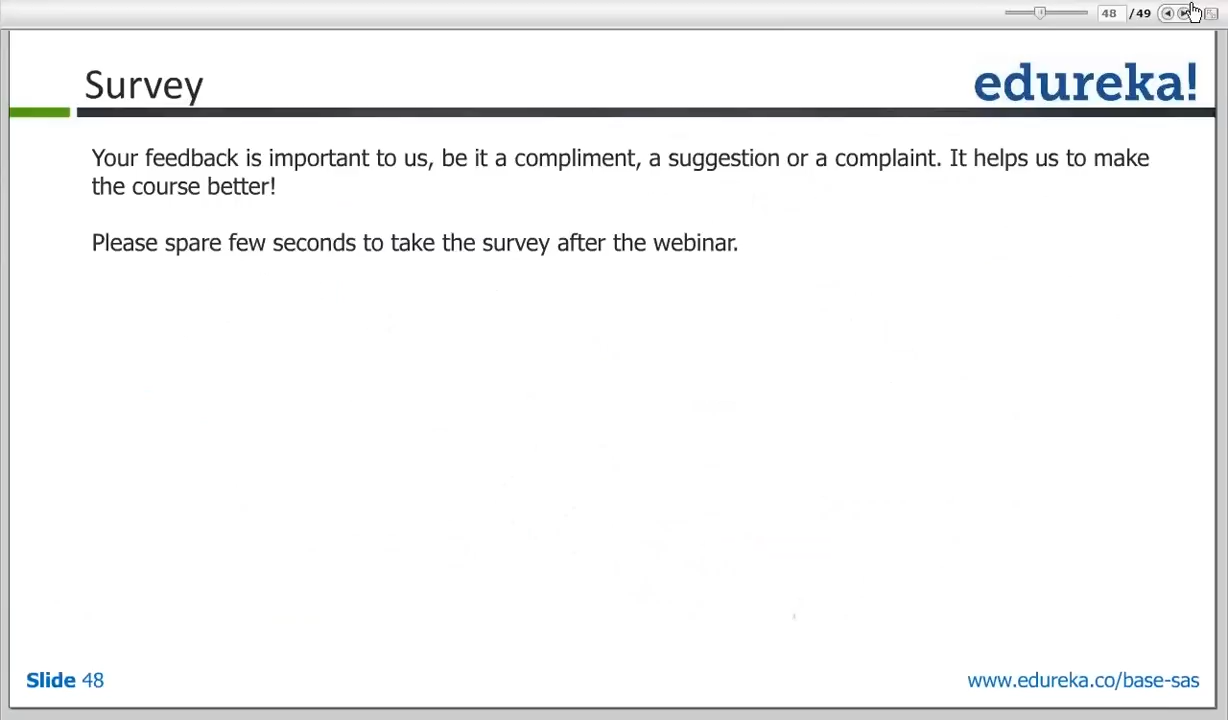 48 /49
Survey
edureka!
Your feedback is important to us, be it a compliment, a suggestion or a complaint. It helps us to make
the course better!
Please spare few seconds to take the survey after the webinar.
Slide 48
www.edureka.co/base-sas